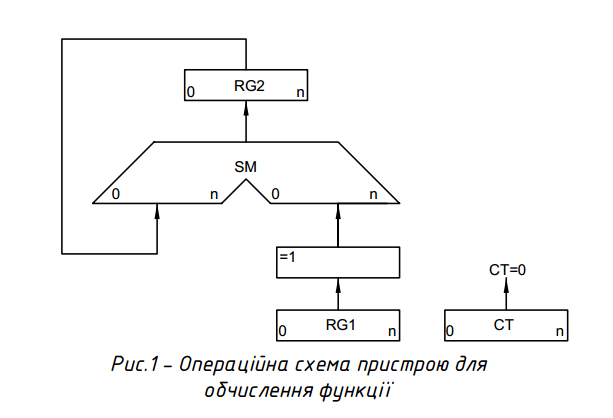 RG2
0 n
SM
0 n 0 n
=1
CT=0
RG1
0 n
CT
0 n
Рис.1 – Операційна схема пристрою для
обчислення функції